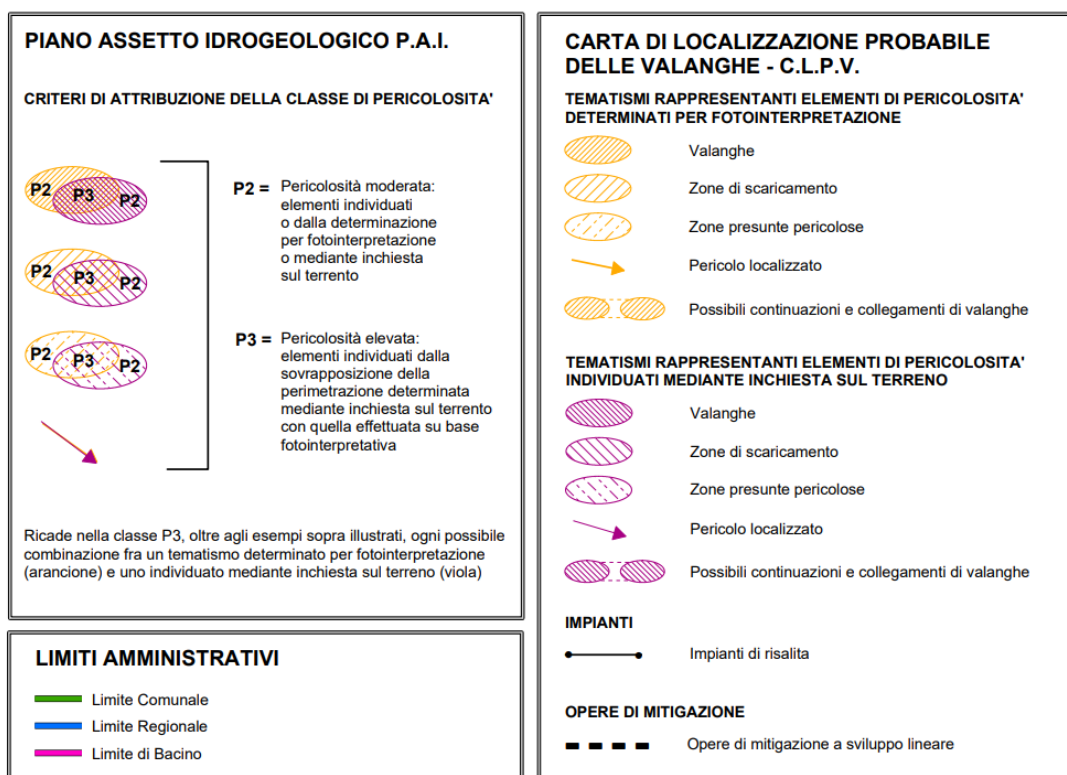 PIANO ASSETTO IDROGEOLOGICO P.A.I.
CRITERI DI ATTRIBUZIONE DELLA CLASSE DI PERICOLOSITA'
P2 P3 P2
P2 P3 P2
P2 P3 P2
P2 = Pericolosità moderata:
elementi individuati
o dalla determinazione
per fotointerpretazione
o mediante inchiesta
sul terrento
P3 = Pericolosità elevata:
elementi individuati dalla
sovrapposizione della
perimetrazione determinata
mediante inchiesta sul terrento
con quella effettuata su base
fotointerpretativa
Ricade nella classe P3, oltre agli esempi sopra illustrati, ogni possibile
combinazione fra un tematismo determinato per fotointerpretazione
(arancione) e uno individuato mediante inchiesta sul terreno (viola)
LIMITI AMMINISTRATIVI
Limite Comunale
Limite Regionale
Limite di Bacino
CARTA DI LOCALIZZAZIONE PROBABILE
DELLE VALANGHE - C.L.P.V.
TEMATISMI RAPPRESENTANTI ELEMENTI DI PERICOLOSITA'
DETERMINATI PER FOTOINTERPRETAZIONE
Valanghe
Zone di scaricamento
Zone presunte pericolose
Pericolo localizzato
Possibili continuazioni e collegamenti di valanghe
TEMATISMI RAPPRESENTANTI ELEMENTI DI PERICOLOSITA'
INDIVIDUATI MEDIANTE INCHIESTA SUL TERRENO
Valanghe
Zone di scaricamento
Zone presunte pericolose
Pericolo localizzato
Possibili continuazioni e collegamenti di valanghe
IMPIANTI
Impianti di risalita
OPERE DI MITIGAZIONE
Opere di mitigazione a sviluppo lineare